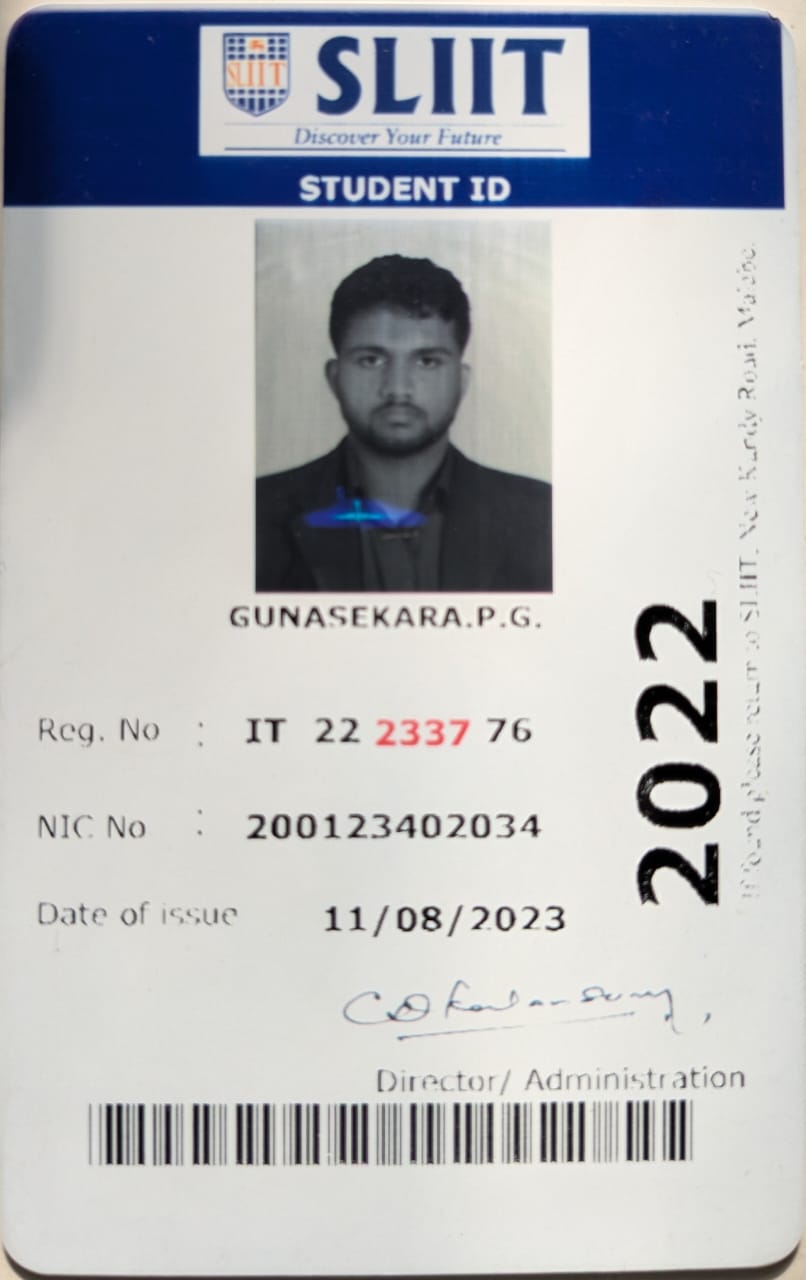 SLIIT
SLIIT
Discover Your Future
STUDENT ID
GUNASEKARA.P.G.
Reg. No : IT 22 2337 76
NIC No : 200123402034
Date of issue 11/08/2023
Director/ Administration
2022
If found please return to SLIIT, New Kandy Road, Malabe.